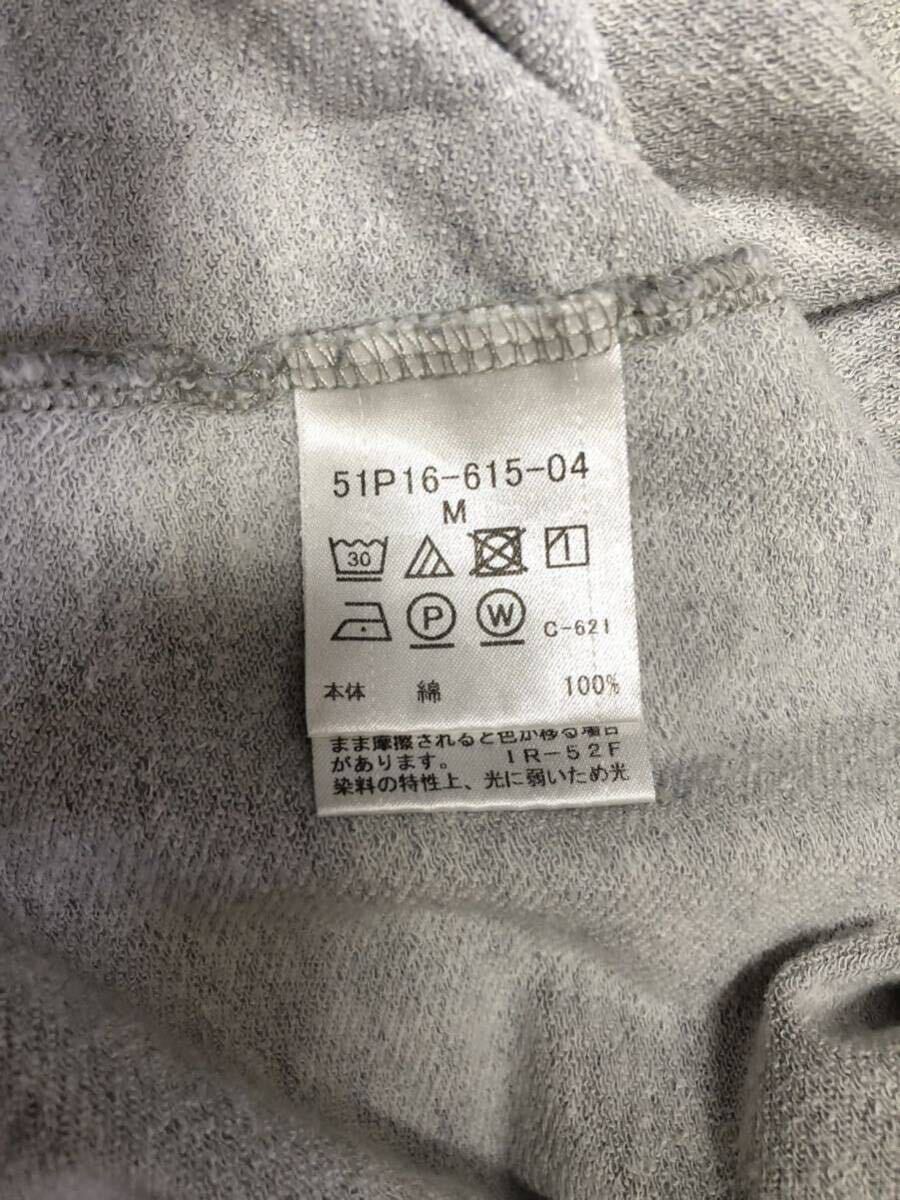 51P16-615-04
M
30
P W C-621
本体 綿 100%
まま摩擦されると色が移る場合
があります。 IR-52F
染料の特性上、光に弱いため光